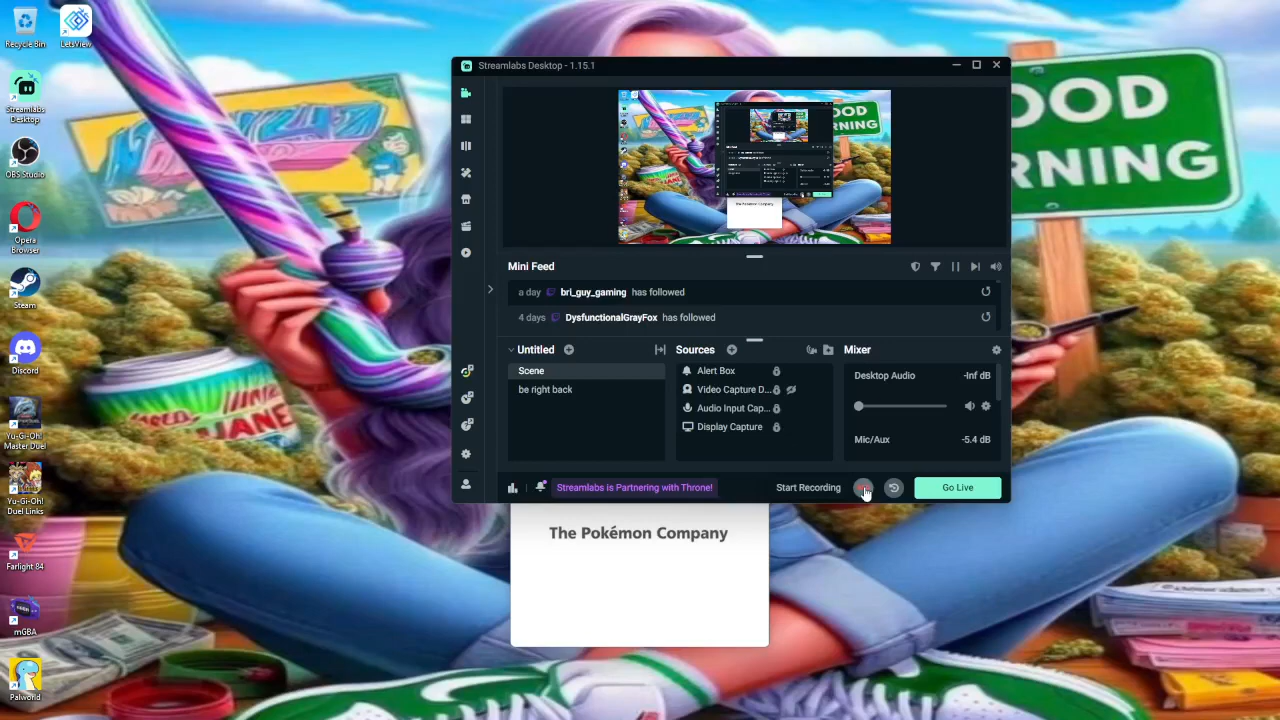 Recycle Bin
LetsView
Streamlabs
Desktop
OBS Studio
Opera
Browser
Steam
Discord
Yu-Gi-Oh!
Master Duel
Yu-Gi-Oh!
Duel Links
Farlight 84
mGBA
Palworld
GOOD
MORNING
Streamlabs Desktop - 1.15.1
Mini Feed
a day bri_guy_gaming has followed
4 days DysfunctionalGrayFox has followed
Untitled
Scene
be right back
Sources
Alert Box
Video Capture D...
Audio Input Cap...
Display Capture
Mixer
Desktop Audio -Inf dB
Mic/Aux -5.4 dB
Streamlabs is Partnering with Throne!
Start Recording
Go Live
The Pokémon Company